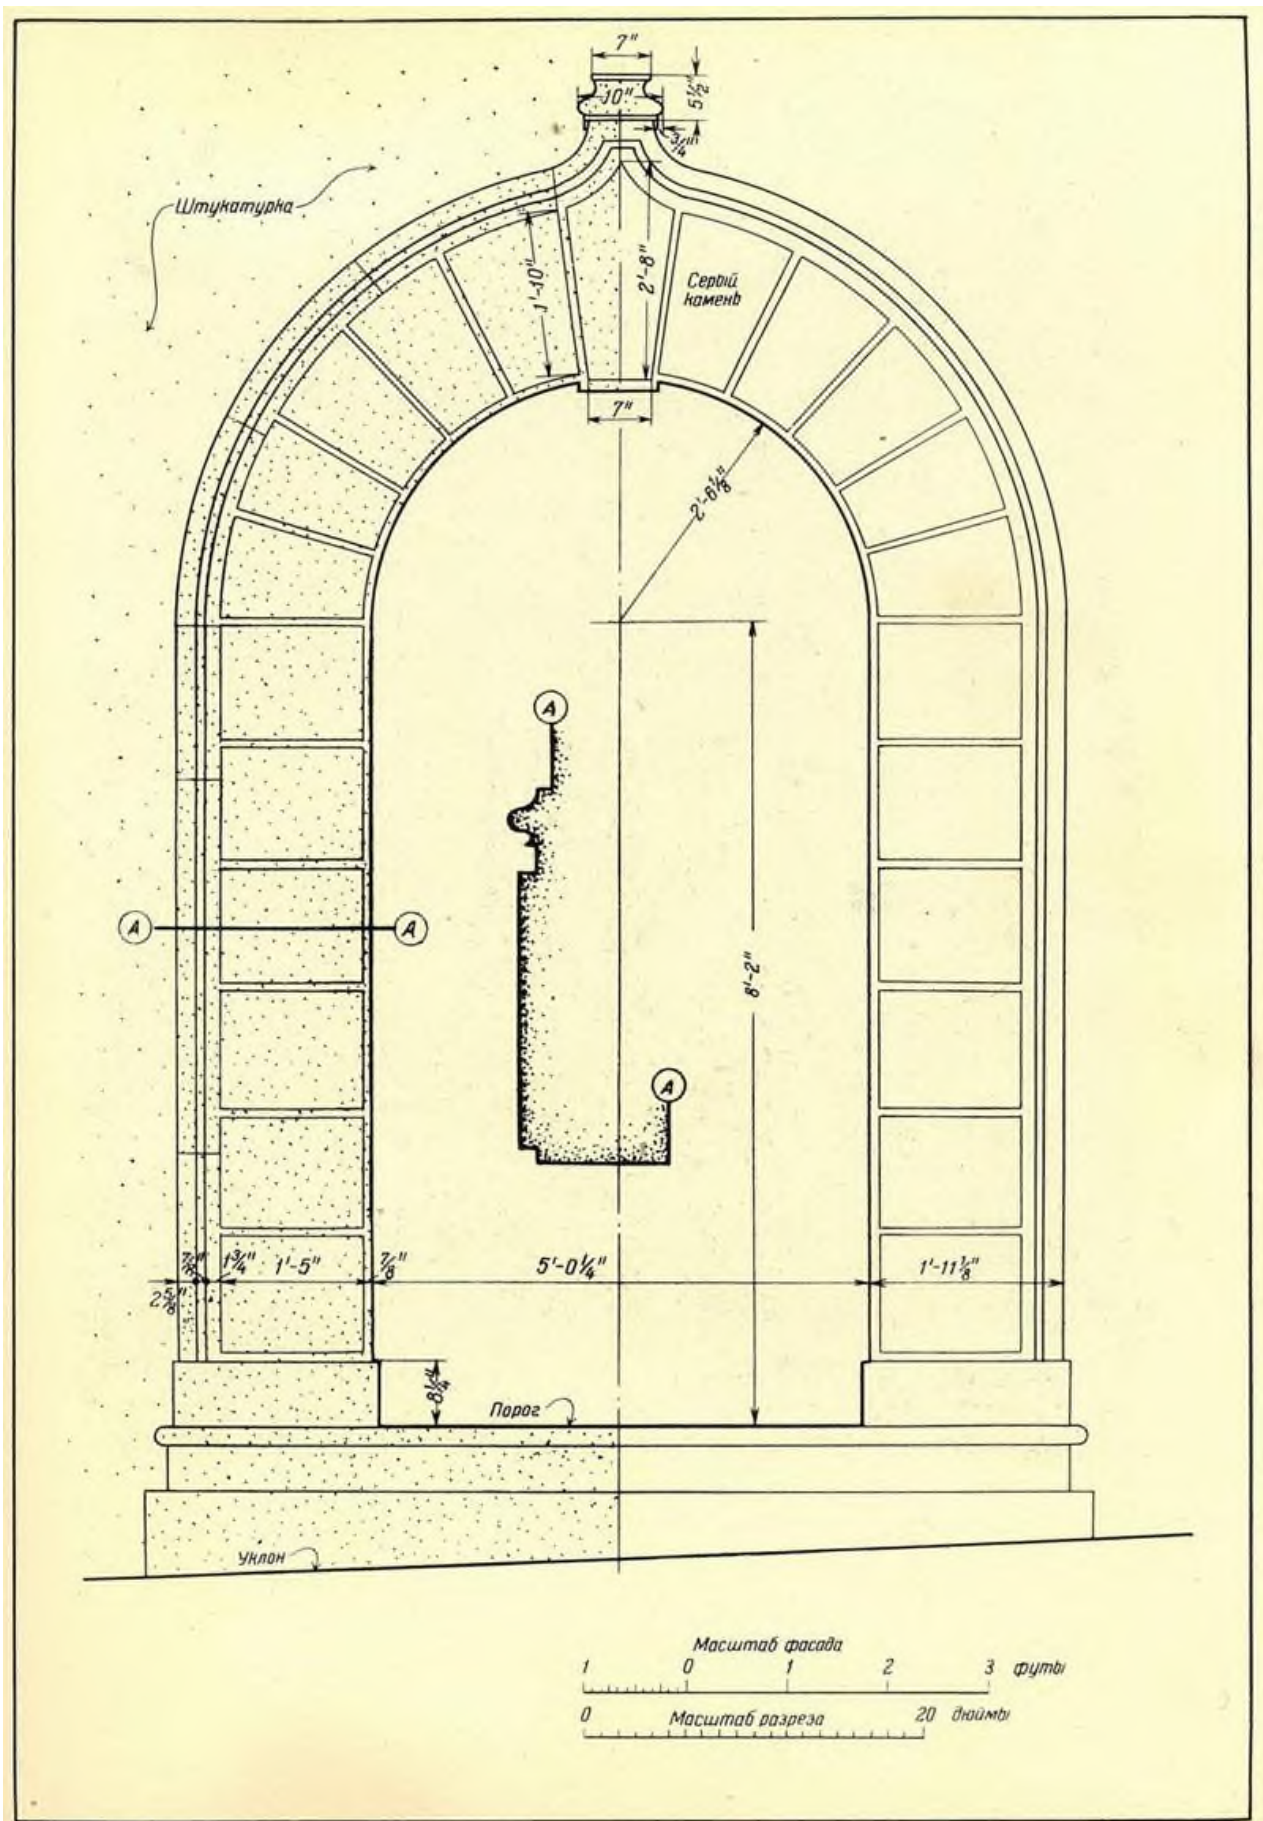 7"
10"
5½"
¾"
Штукатурка
1'-10"
2'-8"
Серый
камень
7"
2'-6⅛"
A
A A
8'-2"
A
⅞" 1¾" 1'-5" ⅞" 5'-0¼" 1'-11⅛"
2⅝"
8¼"
Порог
Уклон
Масштаб фасада
1 0 1 2 3 футы
0 Масштаб разреза 20 дюймы